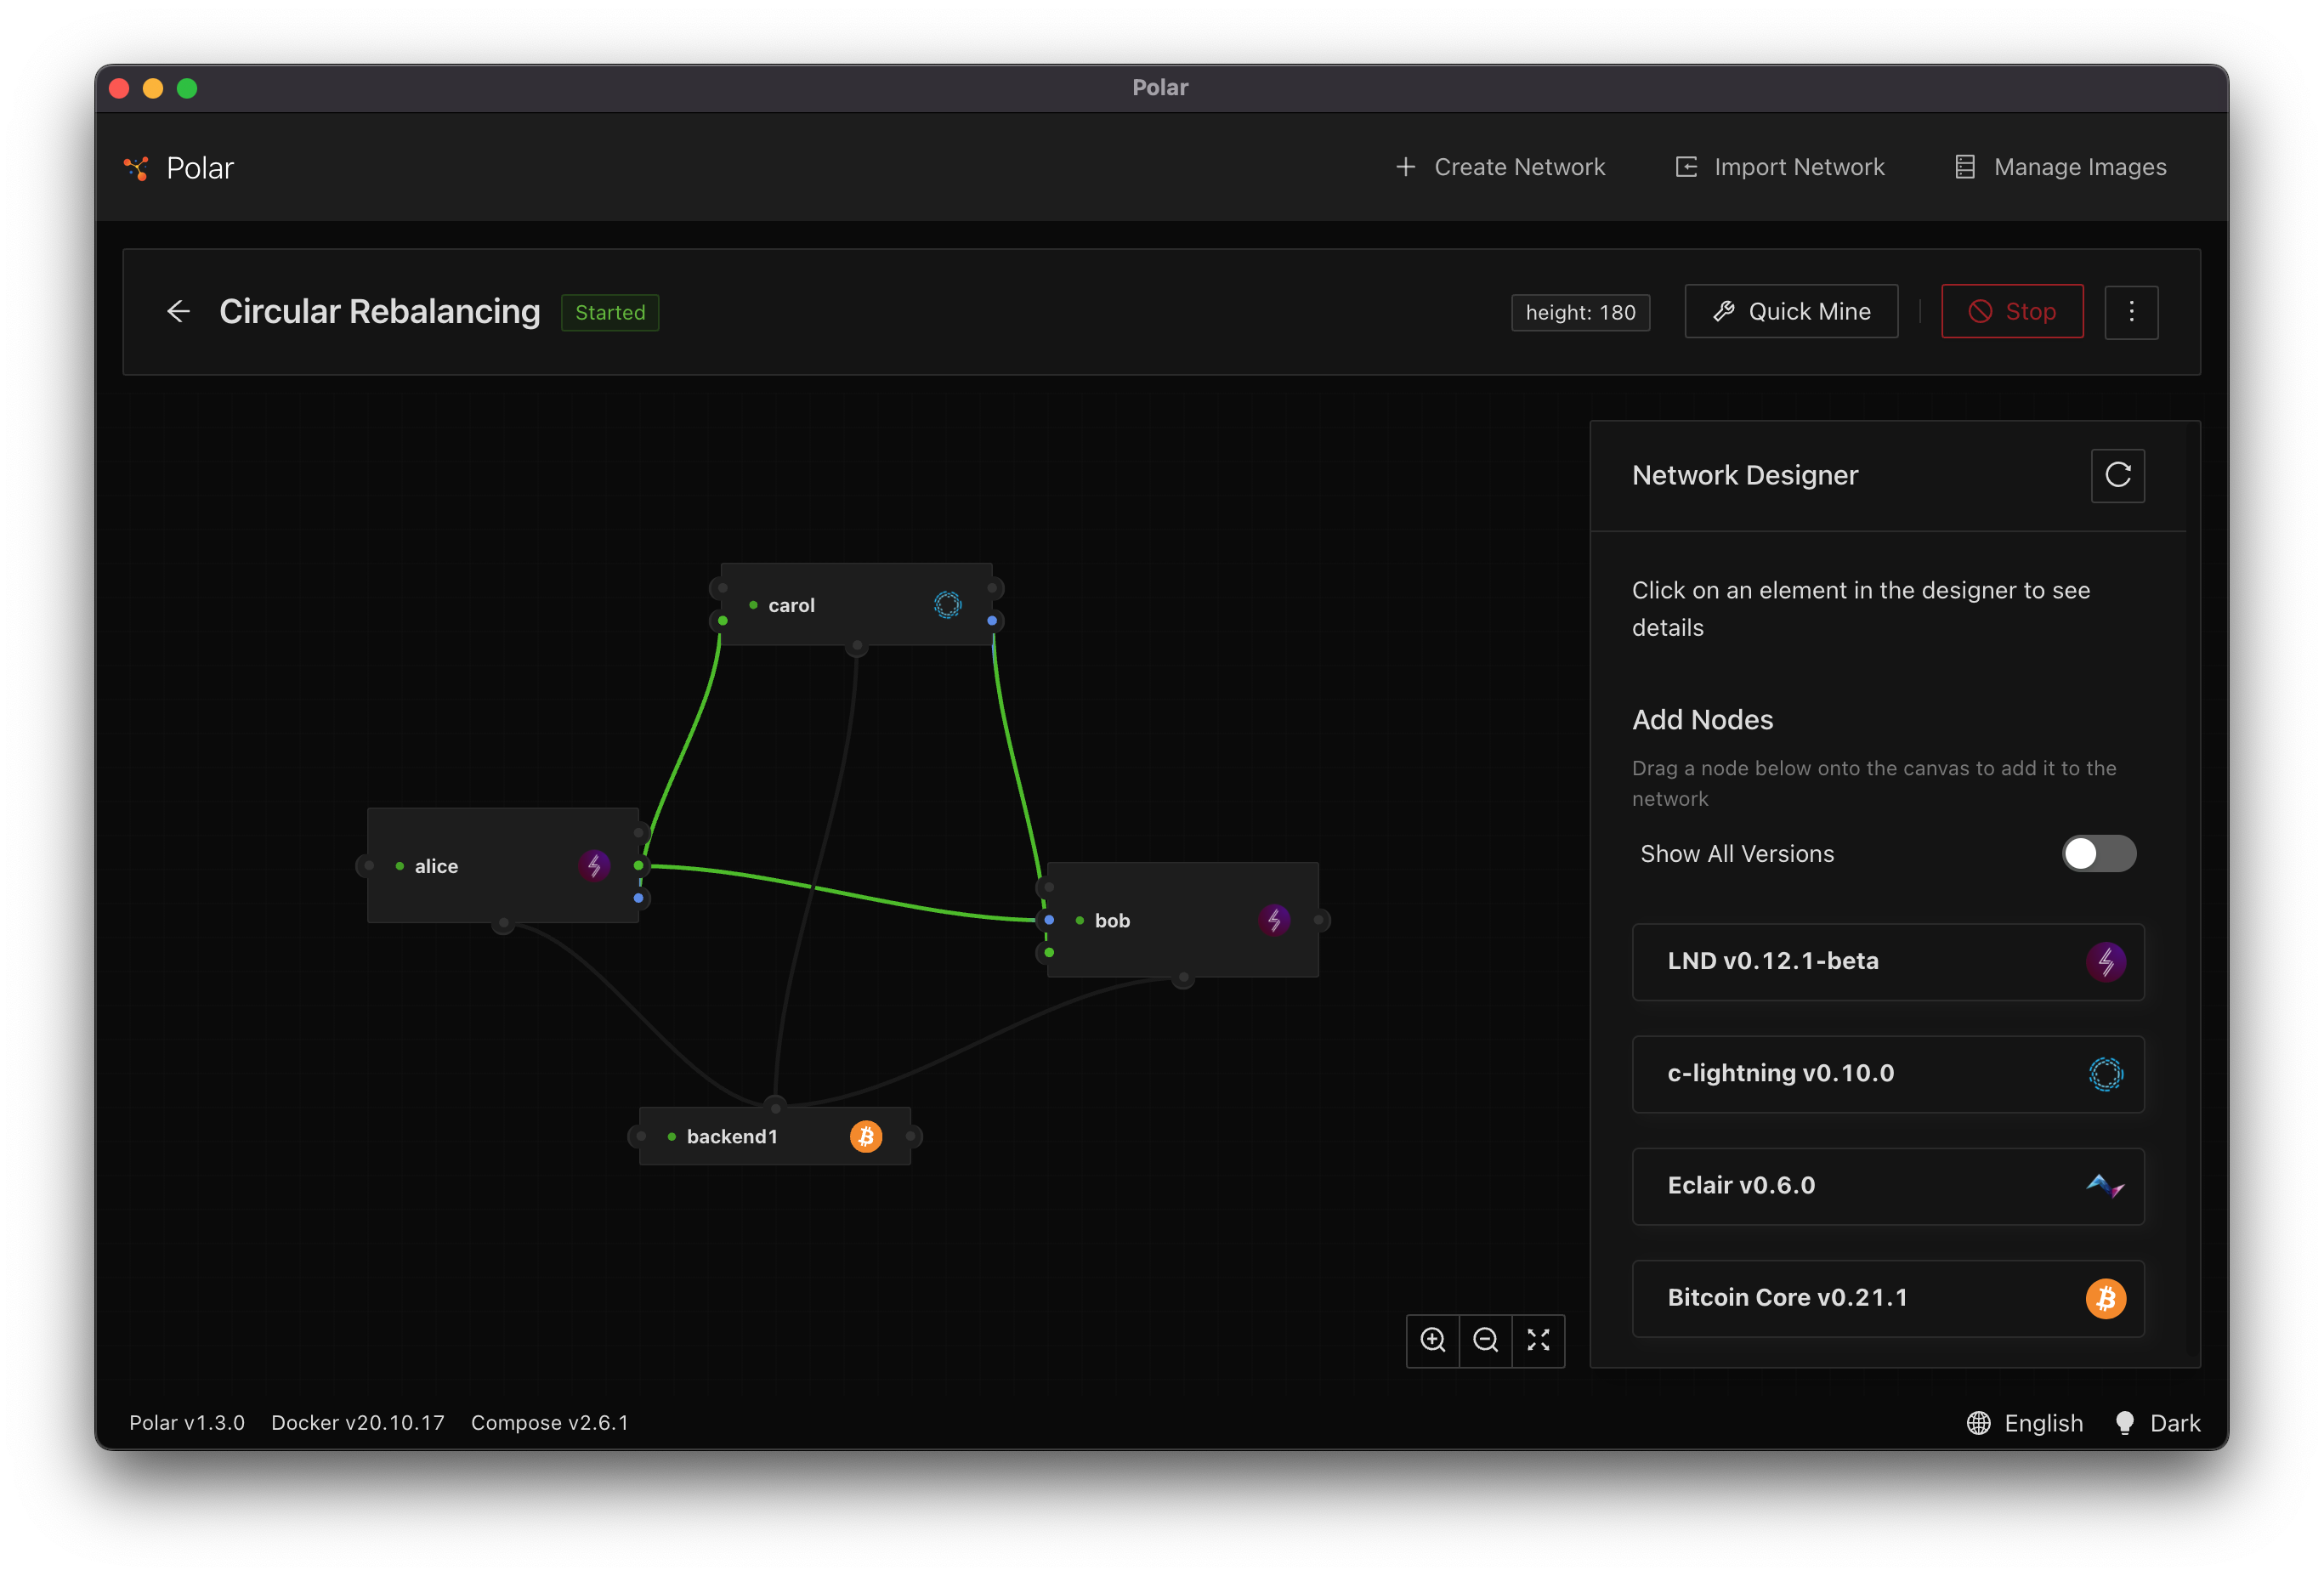 Polar
Polar
Create Network
Import Network
Manage Images
Circular Rebalancing
Started
height: 180
Quick Mine
Stop
Network Designer
Click on an element in the designer to see
details
Add Nodes
Drag a node below onto the canvas to add it to the
network
Show All Versions
LND v0.12.1-beta
c-lightning v0.10.0
Eclair v0.6.0
Bitcoin Core v0.21.1
carol
alice
bob
backend1
Polar v1.3.0
Docker v20.10.17
Compose v2.6.1
English
Dark